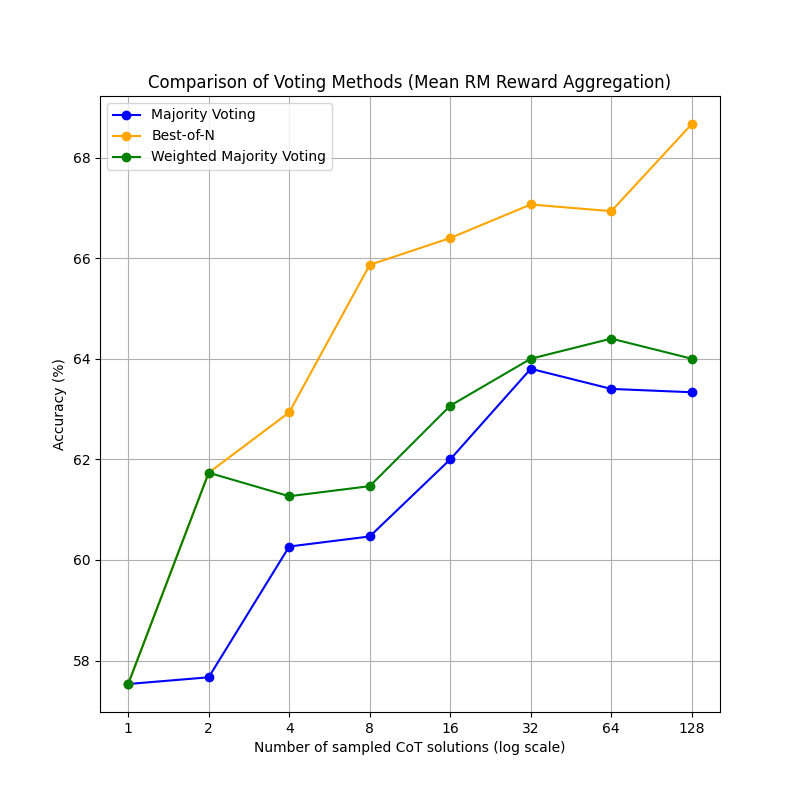 Comparison of Voting Methods (Mean RM Reward Aggregation)
Majority Voting
Best-of-N
Weighted Majority Voting
Accuracy (%)
68
66
64
62
60
58
1 2 4 8 16 32 64 128
Number of sampled CoT solutions (log scale)